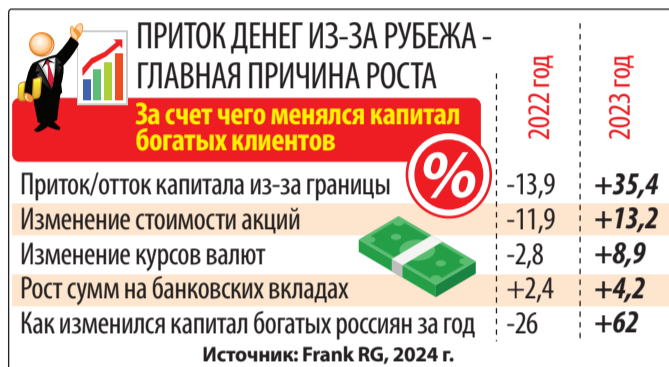 ПРИТОК ДЕНЕГ ИЗ-ЗА РУБЕЖА -
ГЛАВНАЯ ПРИЧИНА РОСТА
За счет чего менялся капитал
богатых клиентов
2022 год
2023 год
%
Приток/отток капитала из-за границы -13,9 +35,4
Изменение стоимости акций -11,9 +13,2
Изменение курсов валют -2,8 +8,9
Рост сумм на банковских вкладах +2,4 +4,2
Как изменился капитал богатых россиян за год -26 +62
Источник: Frank RG, 2024 г.